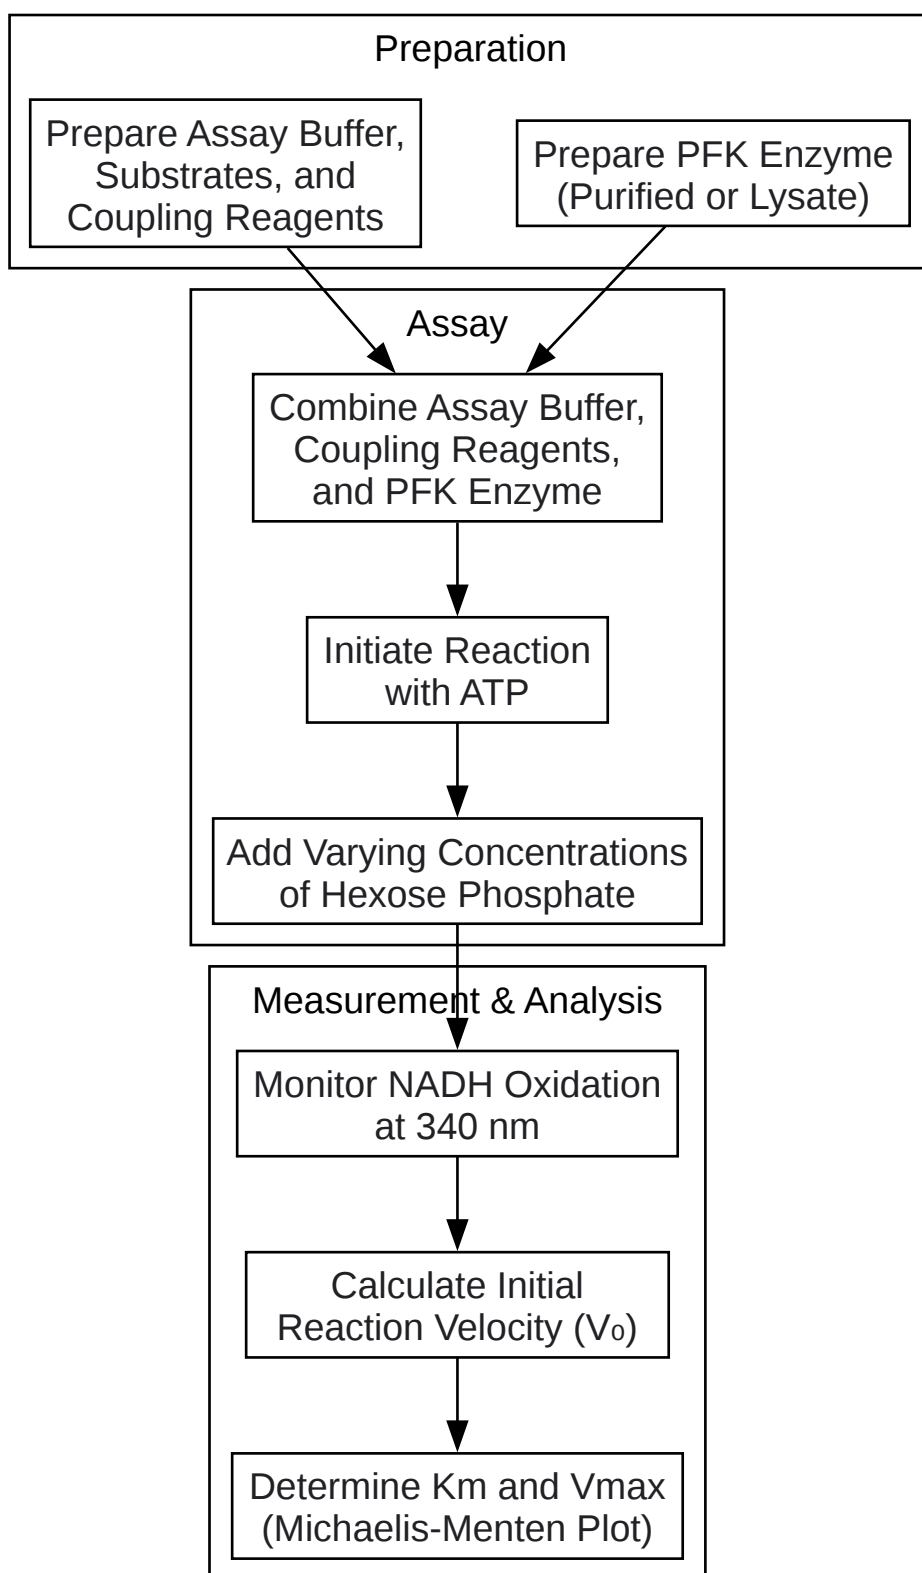 Preparation
Prepare Assay Buffer,
Substrates, and
Coupling Reagents
Prepare PFK Enzyme
(Purified or Lysate)
Assay
Combine Assay Buffer,
Coupling Reagents,
and PFK Enzyme
Initiate Reaction
with ATP
Add Varying Concentrations
of Hexose Phosphate
Measurement & Analysis
Monitor NADH Oxidation
at 340 nm
Calculate Initial
Reaction Velocity (V₀)
Determine Km and Vmax
(Michaelis-Menten Plot)